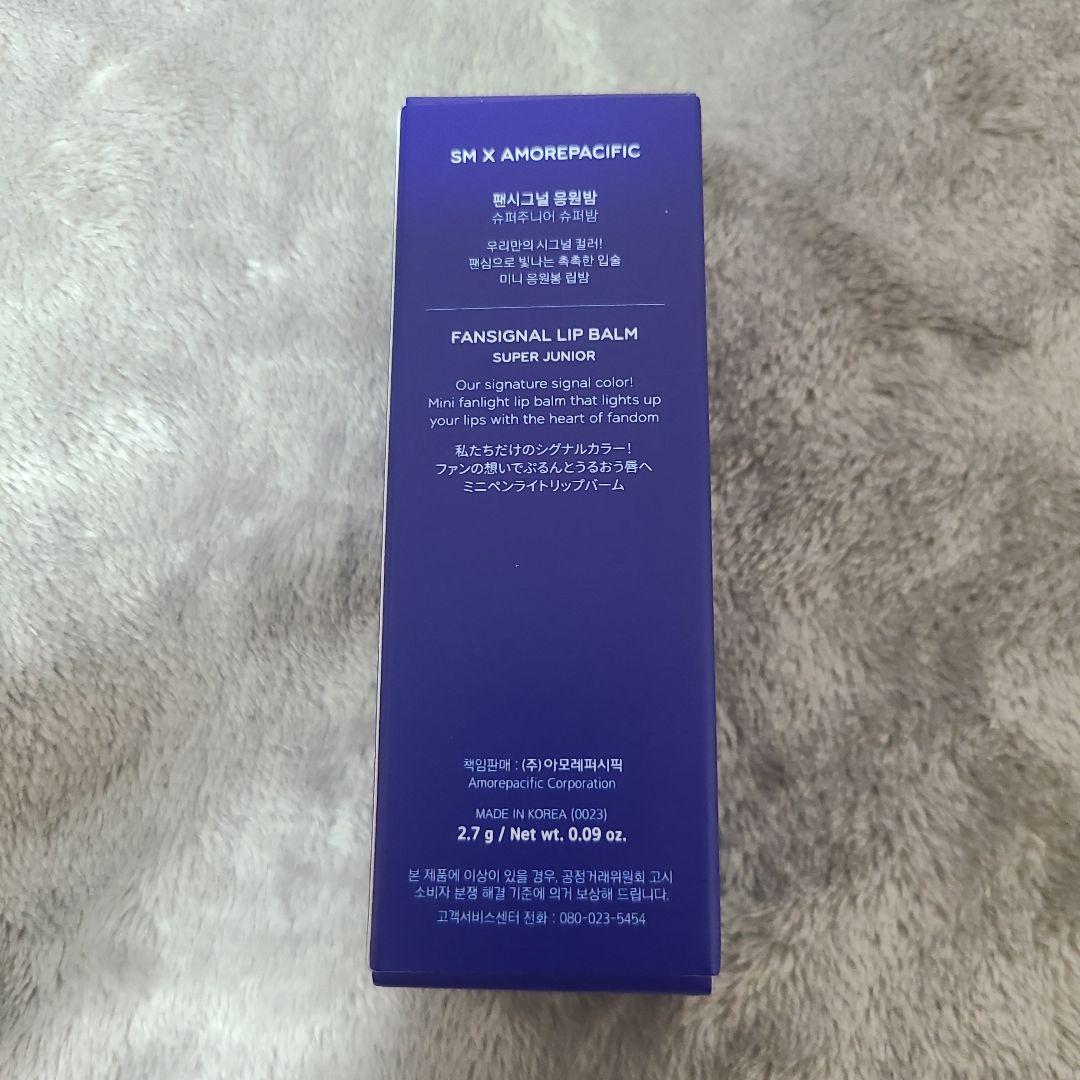 SM X AMOREPACIFIC
팬시그널 응원밤
슈퍼주니어 슈퍼밤
우리만의 시그널 컬러!
팬심으로 빛나는 촉촉한 입술
미니 응원봉 립밤
FANSIGNAL LIP BALM
SUPER JUNIOR
Our signature signal color!
Mini fanlight lip balm that lights up
your lips with the heart of fandom
私たちだけのシグナルカラー!
ファンの想いでぷるんとうるおう唇へ
ミニペンライトリップバーム
책임판매 : (주)아모레퍼시픽
Amorepacific Corporation
MADE IN KOREA (0023)
2.7 g / Net wt. 0.09 oz.
본 제품에 이상이 있을 경우, 공정거래위원회 고시
소비자 분쟁 해결 기준에 의거 보상해 드립니다.
고객서비스센터 전화 : 080-023-5454